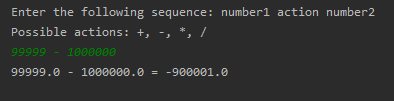 Enter the following sequence: number1 action number2
Possible actions: +, -, *, /
99999 - 1000000
99999.0 - 1000000.0 = -900001.0